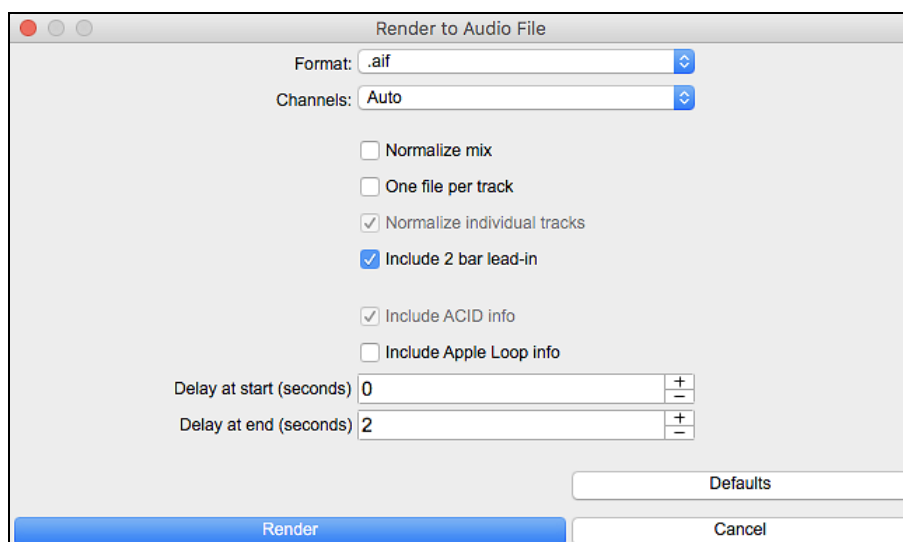 Render to Audio File
Format: .aif
Channels: Auto
Normalize mix
One file per track
Normalize individual tracks
Include 2 bar lead-in
Include ACID info
Include Apple Loop info
Delay at start (seconds) 0 + −
Delay at end (seconds) 2 + −
Defaults
Render Cancel